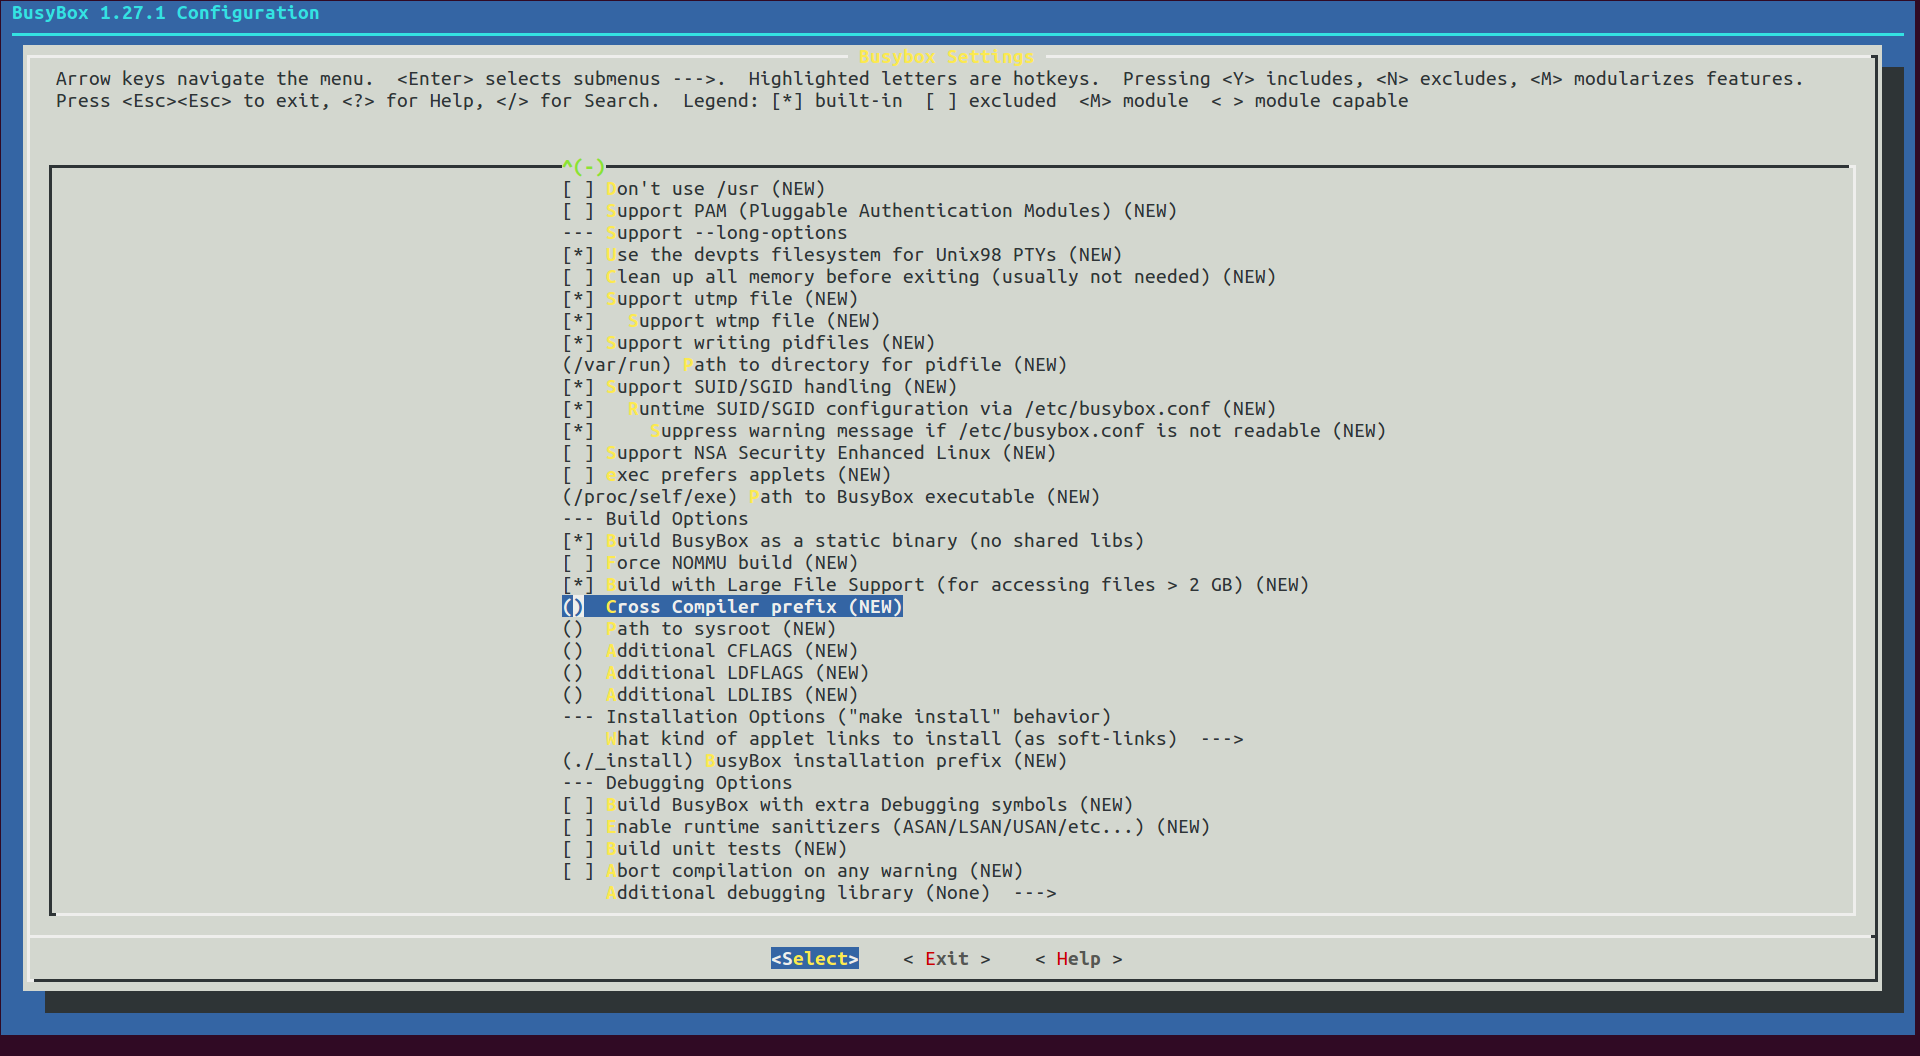 BusyBox 1.27.1 Configuration
Busybox Settings
Arrow keys navigate the menu.  <Enter> selects submenus --->.  Highlighted letters are hotkeys.  Pressing <Y> includes, <N> excludes, <M> modularizes features.
Press <Esc><Esc> to exit, <?> for Help, </> for Search.  Legend: [*] built-in  [ ] excluded  <M> module  < > module capable
^(-)
[ ] Don't use /usr (NEW)
[ ] Support PAM (Pluggable Authentication Modules) (NEW)
--- Support --long-options
[*] Use the devpts filesystem for Unix98 PTYs (NEW)
[ ] Clean up all memory before exiting (usually not needed) (NEW)
[*] Support utmp file (NEW)
[*]   Support wtmp file (NEW)
[*] Support writing pidfiles (NEW)
(/var/run) Path to directory for pidfile (NEW)
[*] Support SUID/SGID handling (NEW)
[*]   Runtime SUID/SGID configuration via /etc/busybox.conf (NEW)
[*]     Suppress warning message if /etc/busybox.conf is not readable (NEW)
[ ] Support NSA Security Enhanced Linux (NEW)
[ ] exec prefers applets (NEW)
(/proc/self/exe) Path to BusyBox executable (NEW)
--- Build Options
[*] Build BusyBox as a static binary (no shared libs)
[ ] Force NOMMU build (NEW)
[*] Build with Large File Support (for accessing files > 2 GB) (NEW)
()  Cross Compiler prefix (NEW)
()  Path to sysroot (NEW)
()  Additional CFLAGS (NEW)
()  Additional LDFLAGS (NEW)
()  Additional LDLIBS (NEW)
--- Installation Options ("make install" behavior)
What kind of applet links to install (as soft-links)  --->
(./_install) BusyBox installation prefix (NEW)
--- Debugging Options
[ ] Build BusyBox with extra Debugging symbols (NEW)
[ ] Enable runtime sanitizers (ASAN/LSAN/USAN/etc...) (NEW)
[ ] Build unit tests (NEW)
[ ] Abort compilation on any warning (NEW)
Additional debugging library (None)  --->
<Select>    < Exit >    < Help >